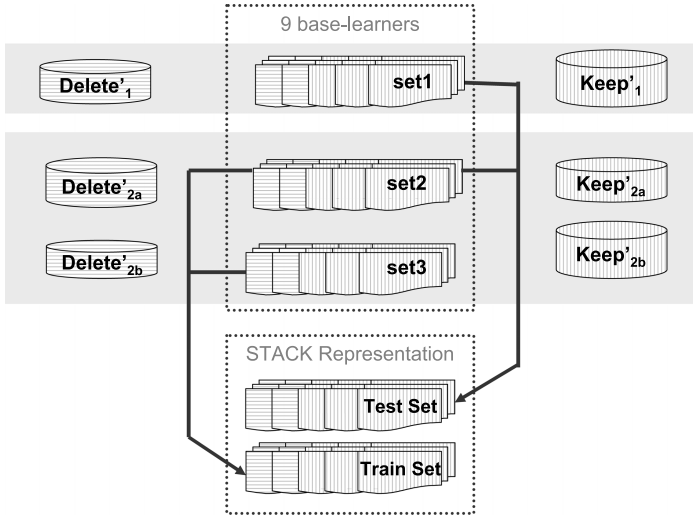 9 base-learners
Delete'1
set1
Keep'1
Delete'2a
set2
Keep'2a
Delete'2b
set3
Keep'2b
STACK Representation
Test Set
Train Set